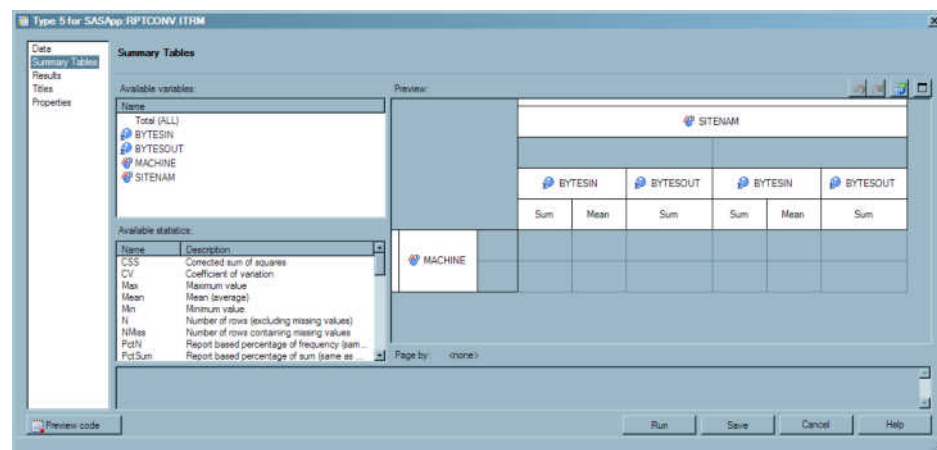 Type 5 for SASApp:RPTCONV ITRM
Data
Summary Tables
Results
Titles
Properties
Summary Tables
Available variables:
Name
Total (ALL)
BYTESIN
BYTESOUT
MACHINE
SITENAM
Available statistics:
Name Description
CSS Corrected sum of squares
CV Coefficient of variation
Max Maximum value
Mean Mean (average)
Min Minimum value
N Number of rows (excluding missing values)
NMiss Number of rows containing missing values
PctN Report based percentage of frequency (sam...
PctSum Report based percentage of sum (same as ...
Preview:
SITENAM
BYTESIN BYTESOUT BYTESIN BYTESOUT
Sum Mean Sum Sum Mean Sum
MACHINE
Page by: <none>
Preview code
Run Save Cancel Help